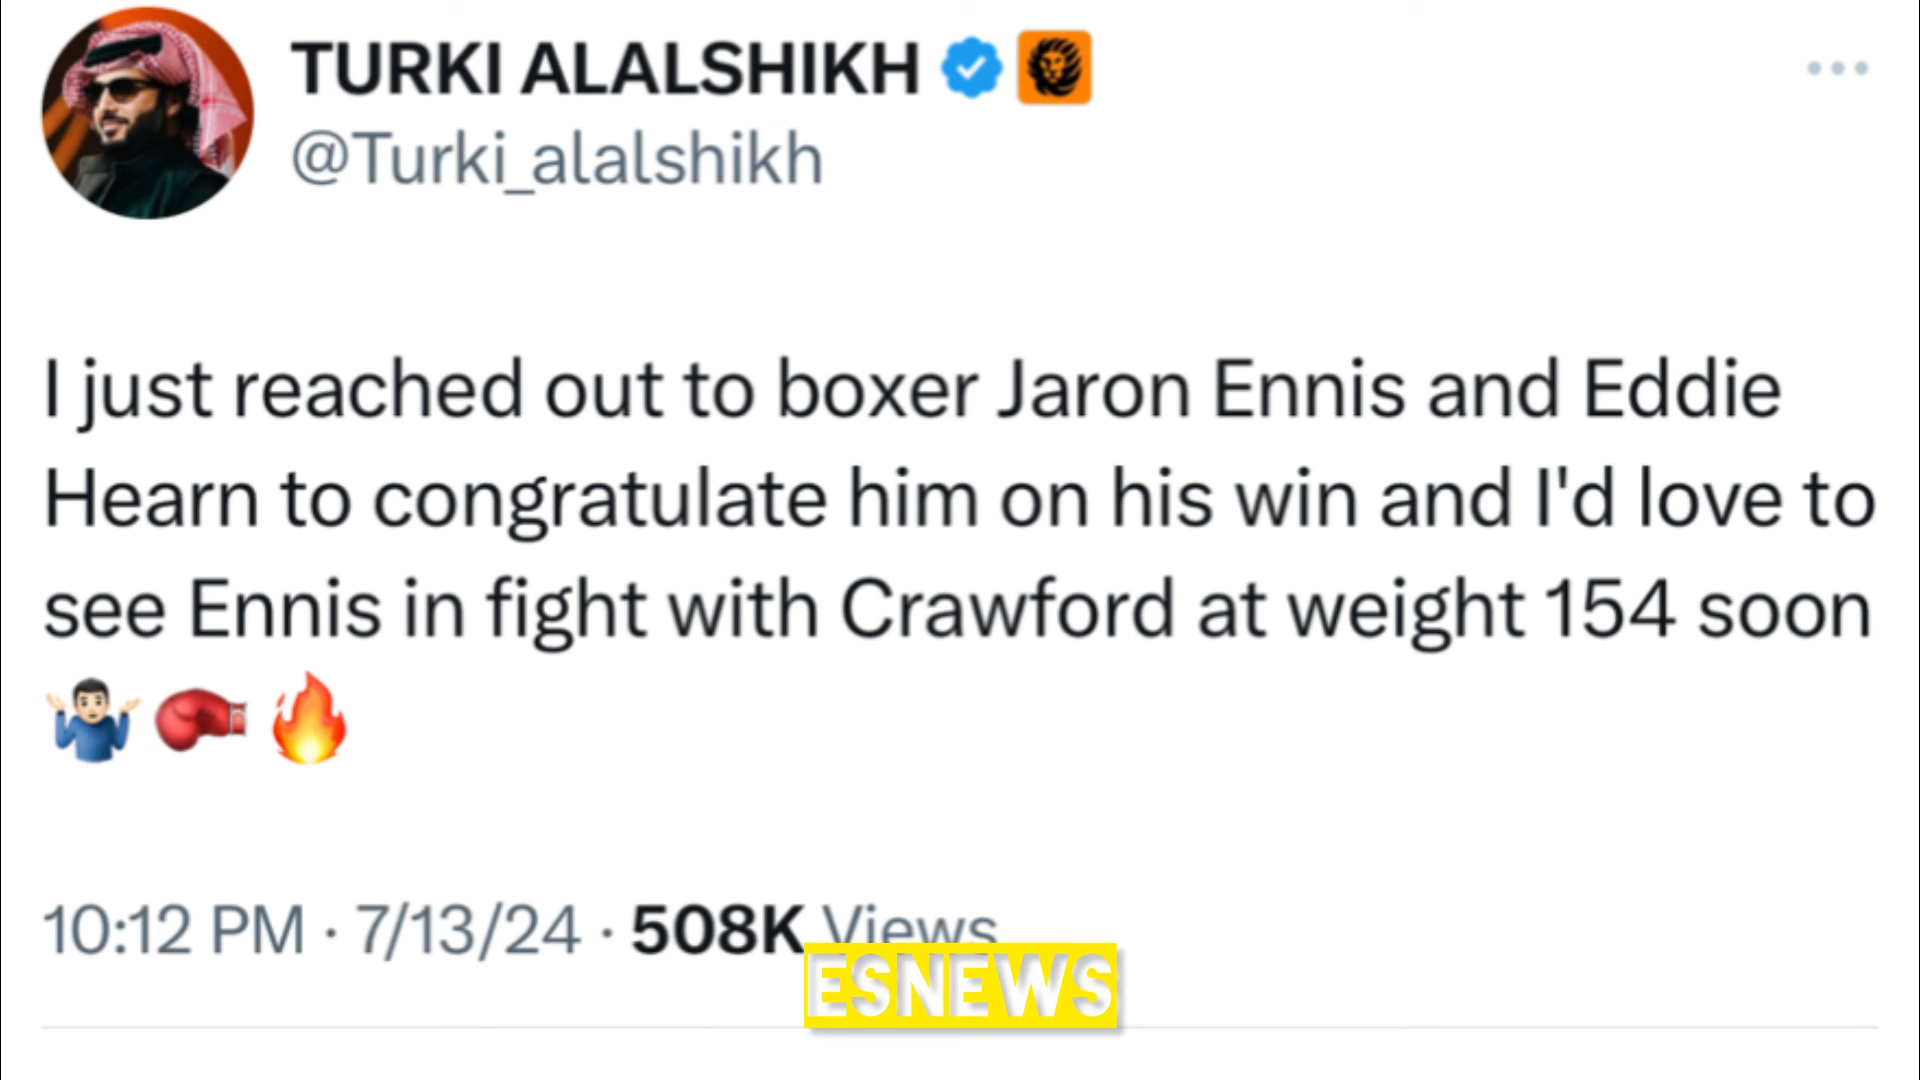 TURKI ALALSHIKH
@Turki_alalshikh
I just reached out to boxer Jaron Ennis and Eddie
Hearn to congratulate him on his win and I'd love to
see Ennis in fight with Crawford at weight 154 soon
🤷🏻‍♂️ 🥊 🔥
10:12 PM · 7/13/24 · 508K Views
ESNEWS